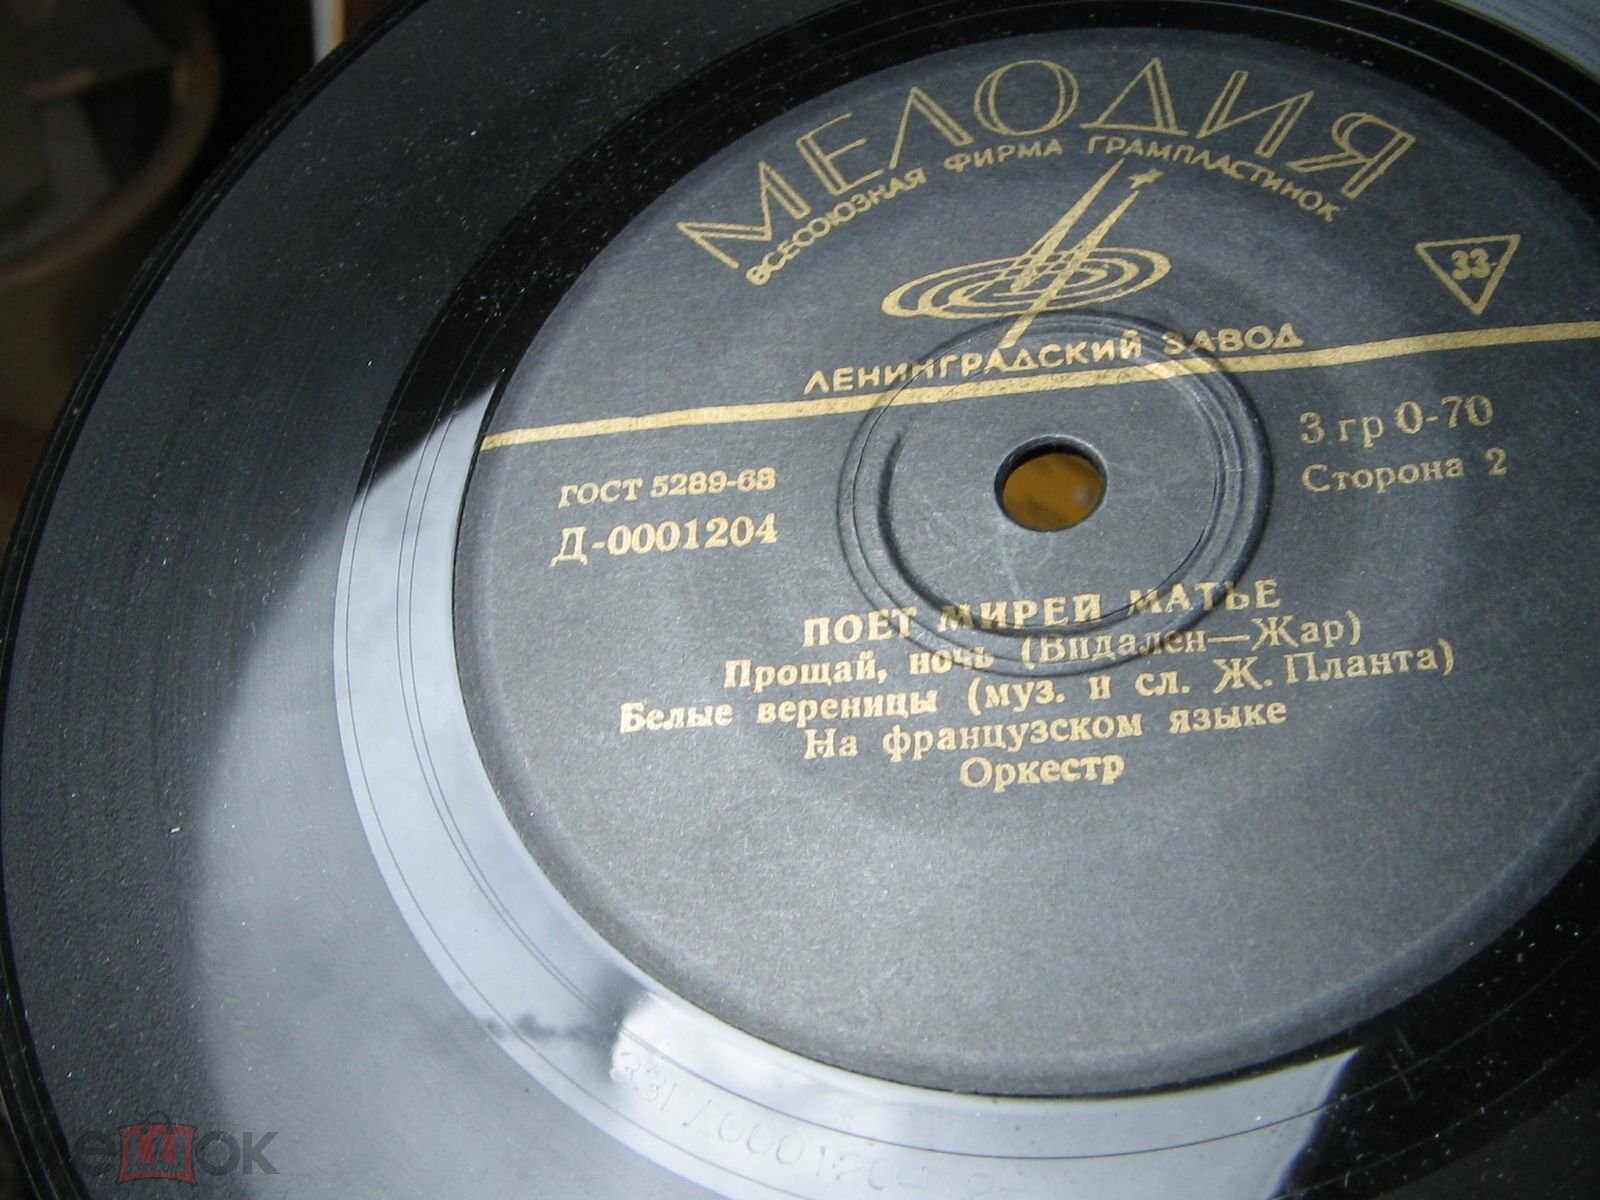 МЕЛОДИЯ
ВСЕСОЮЗНАЯ ФИРМА ГРАМПЛАСТИНОК
33
ЛЕНИНГРАДСКИЙ ЗАВОД
ГОСТ 5289-68
Д-0001204
3 гр 0-70
Сторона 2
ПОЕТ МИРЕЙ МАТЬЕ
Прощай, ночь (Видален—Жар)
Белые вереницы (муз. и сл. Ж. Планта)
На французском языке
Оркестр